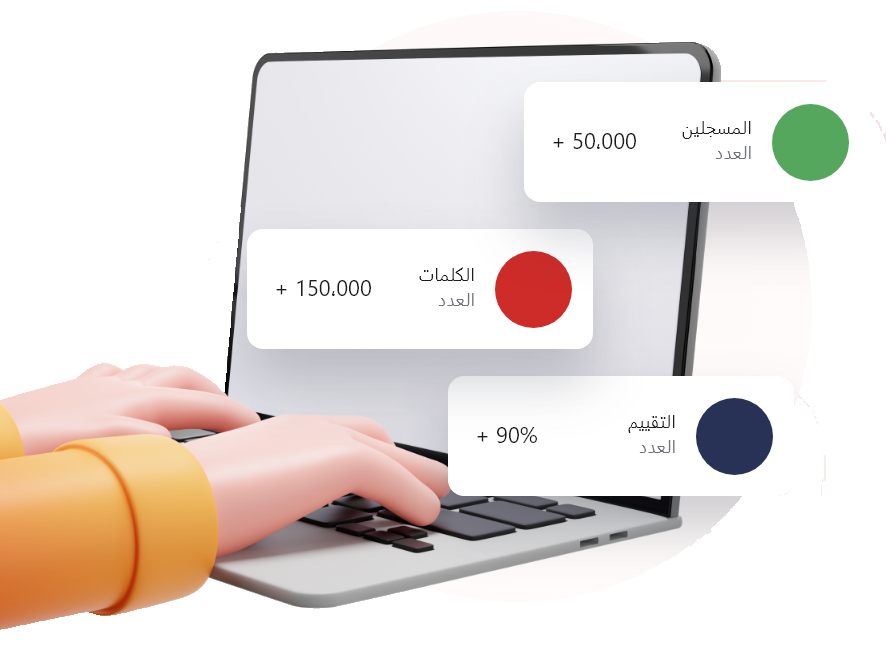 المسجلين
العدد
50،000 +
الكلمات
العدد
150،000 +
التقييم
العدد
90% +